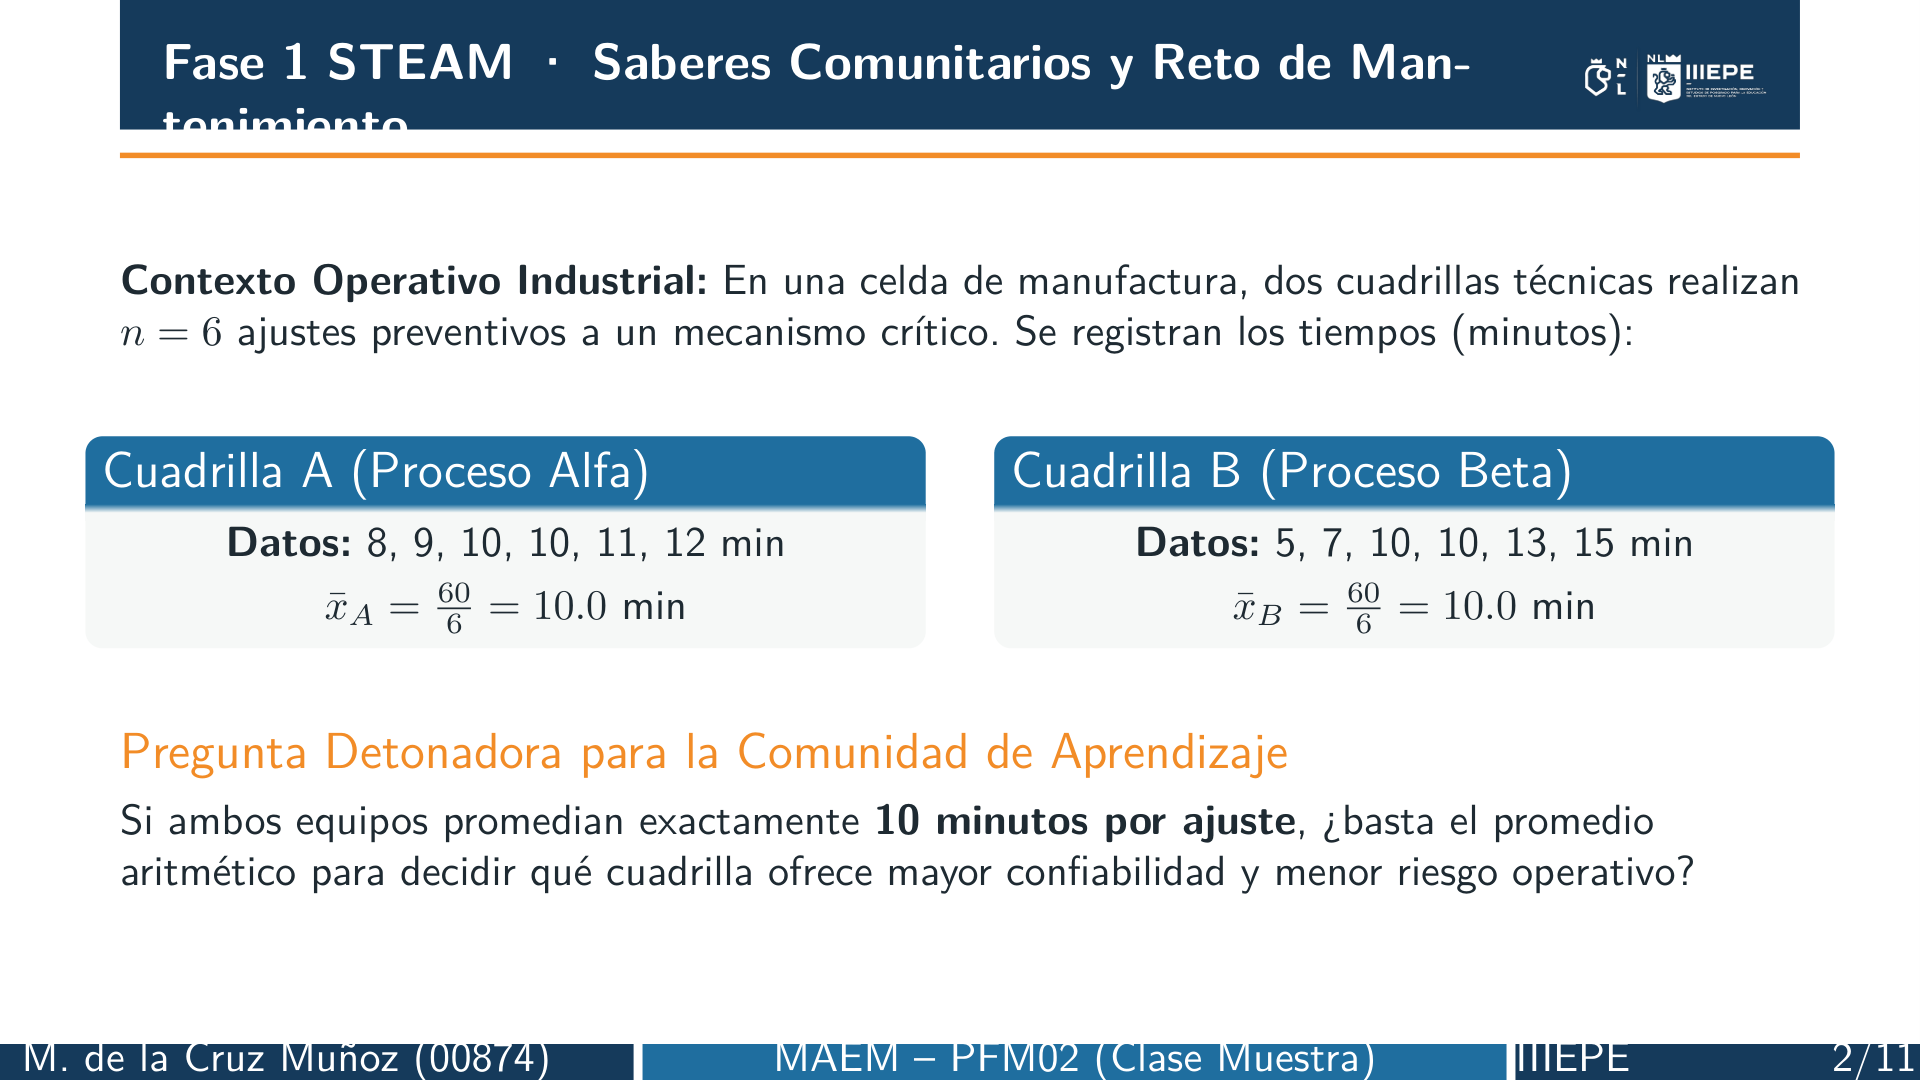 Fase 1 STEAM · Saberes Comunitarios y Reto de Man-
tenimiento
N
L
NL
IIIEPE
Contexto Operativo Industrial: En una celda de manufactura, dos cuadrillas técnicas realizan
n = 6 ajustes preventivos a un mecanismo crítico. Se registran los tiempos (minutos):
Cuadrilla A (Proceso Alfa)
Datos: 8, 9, 10, 10, 11, 12 min
x̄_A = 60/6 = 10.0 min
Cuadrilla B (Proceso Beta)
Datos: 5, 7, 10, 10, 13, 15 min
x̄_B = 60/6 = 10.0 min
Pregunta Detonadora para la Comunidad de Aprendizaje
Si ambos equipos promedian exactamente 10 minutos por ajuste, ¿basta el promedio
aritmético para decidir qué cuadrilla ofrece mayor confiabilidad y menor riesgo operativo?
M. de la Cruz Muñoz (00874)
MAEM – PFM02 (Clase Muestra)
IIIEPE
2/11